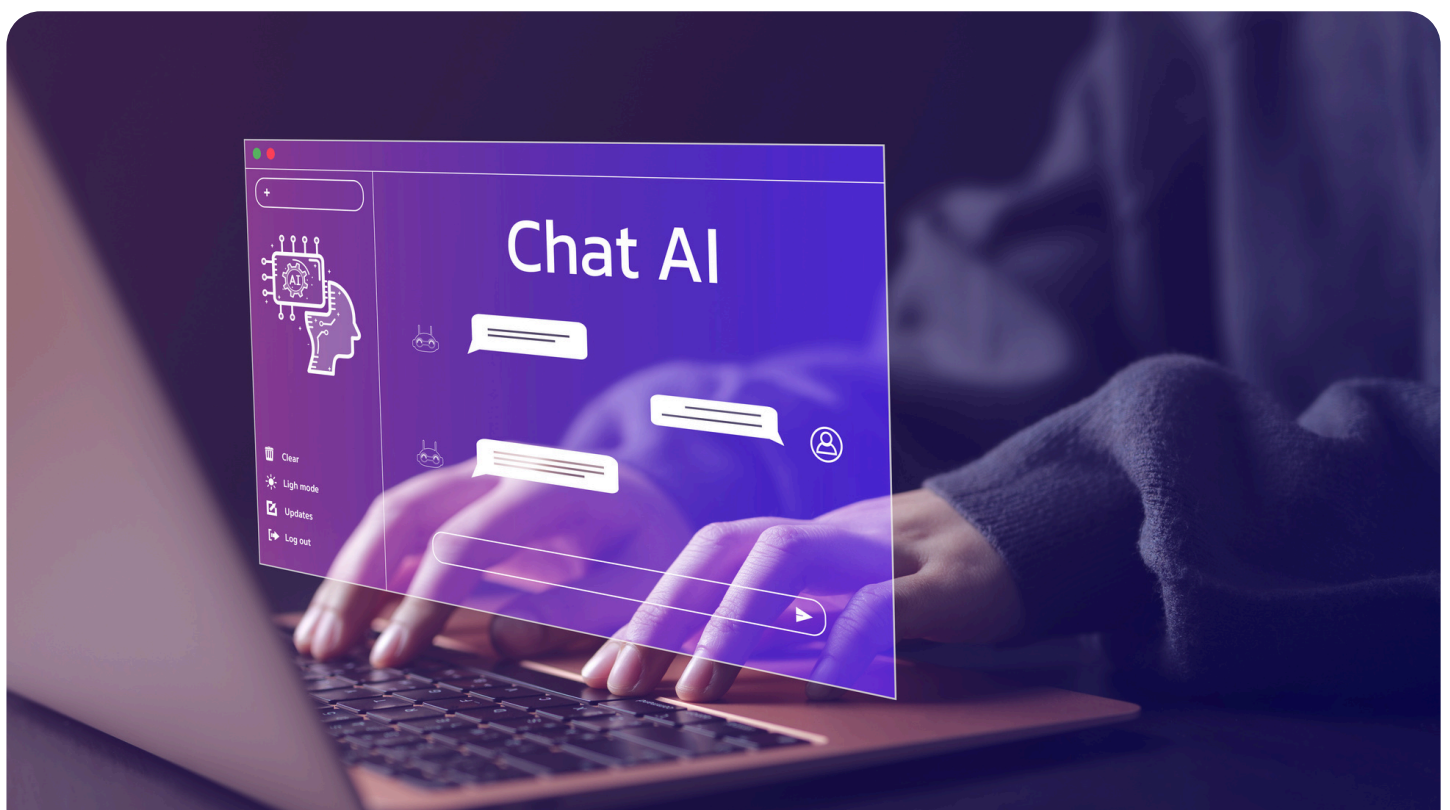 +
Chat AI
AI
Clear
Ligh mode
Updates
Log out